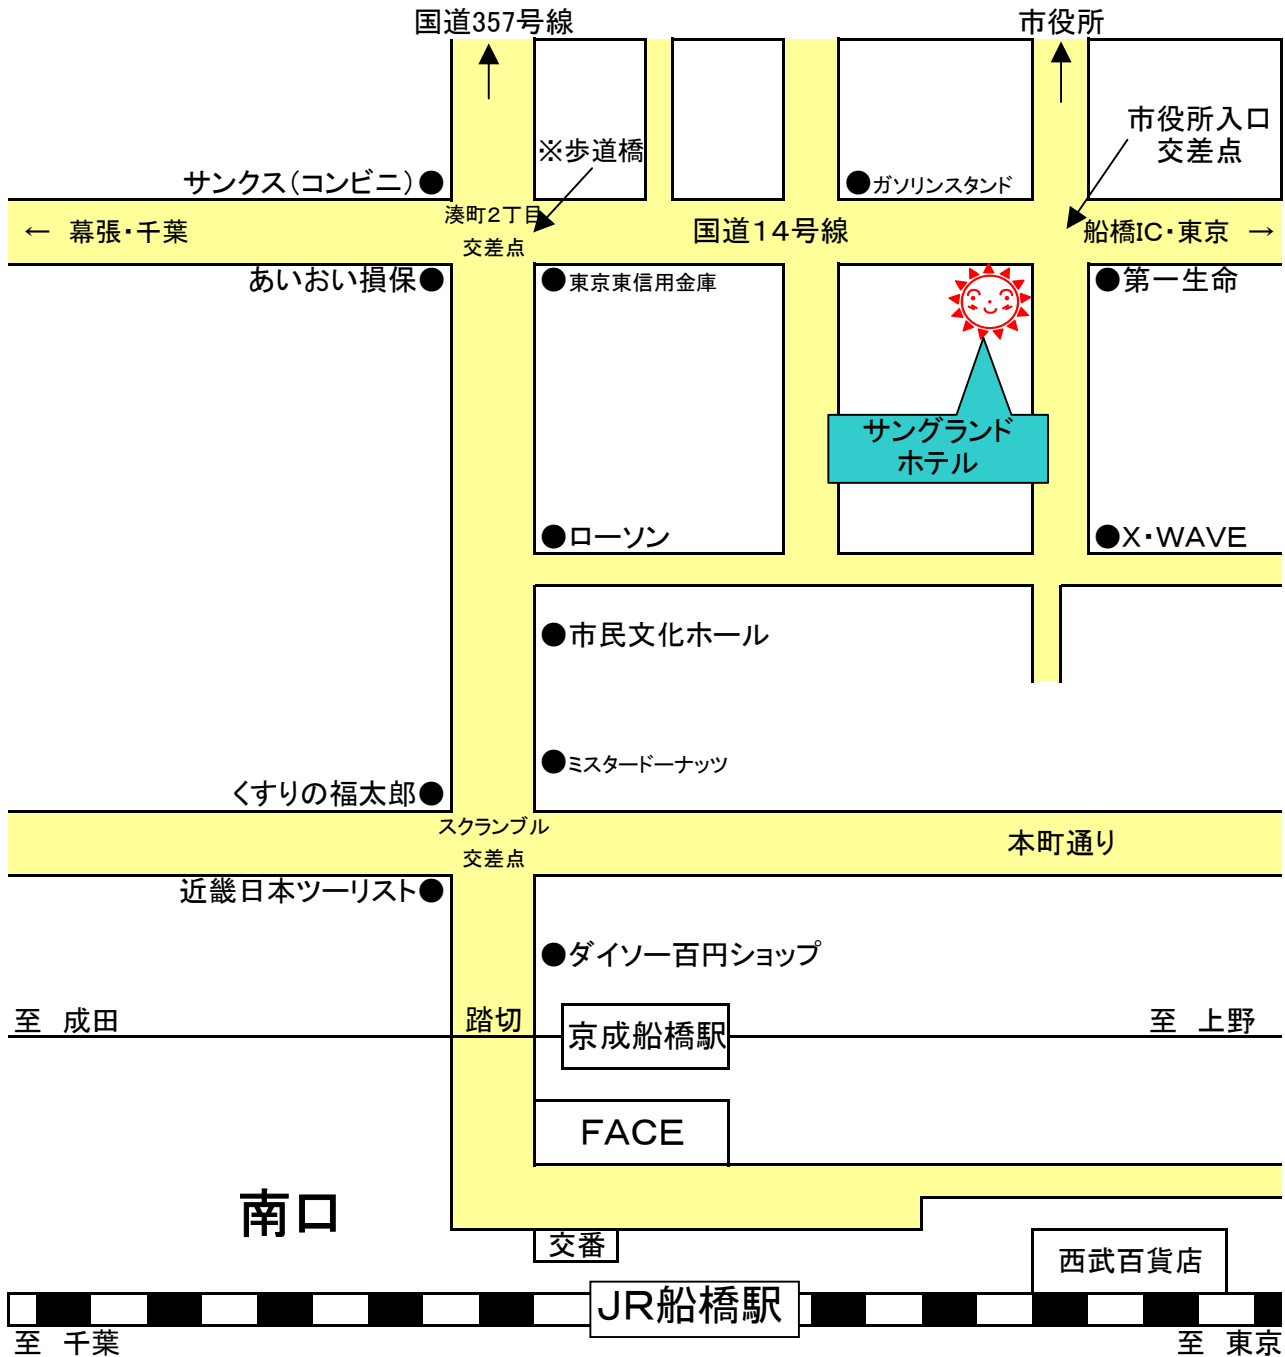 国道357号線
市役所
市役所入口
交差点
※歩道橋
サンクス(コンビニ)●
●ガソリンスタンド
← 幕張・千葉
湊町2丁目
交差点
国道14号線
船橋IC・東京 →
あいおい損保●
●東京東信用金庫
●第一生命
サングランド
ホテル
●ローソン
●X・WAVE
●市民文化ホール
●ミスタードーナッツ
くすりの福太郎●
スクランブル
交差点
本町通り
近畿日本ツーリスト●
●ダイソー百円ショップ
至 成田
踏切
京成船橋駅
至 上野
FACE
南口
交番
西武百貨店
JR船橋駅
至 千葉
至 東京